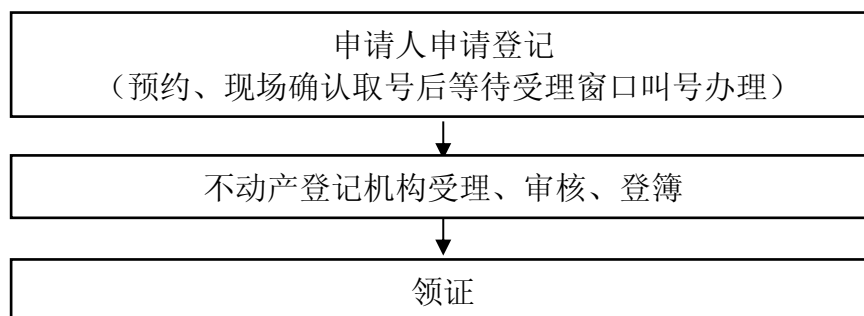 申请人申请登记
（预约、现场确认取号后等待受理窗口叫号办理）
不动产登记机构受理、审核、登簿
领证